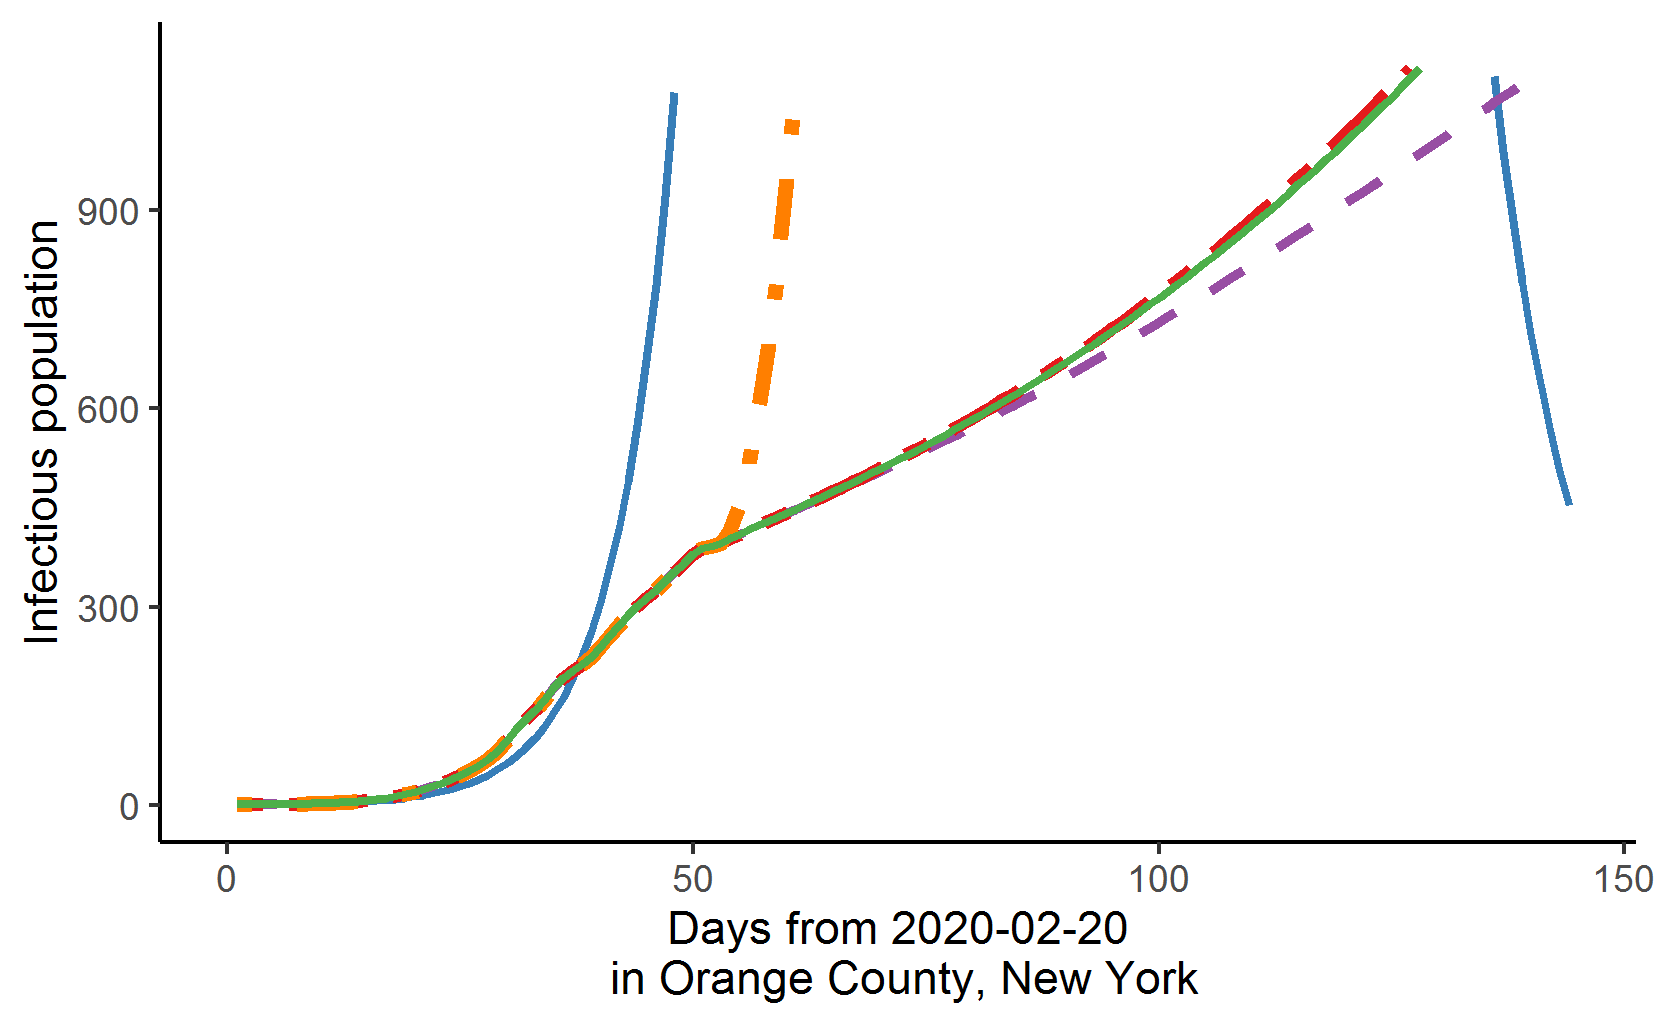 Infectious population
900
600
300
0
0 50 100 150
Days from 2020-02-20
in Orange County, New York